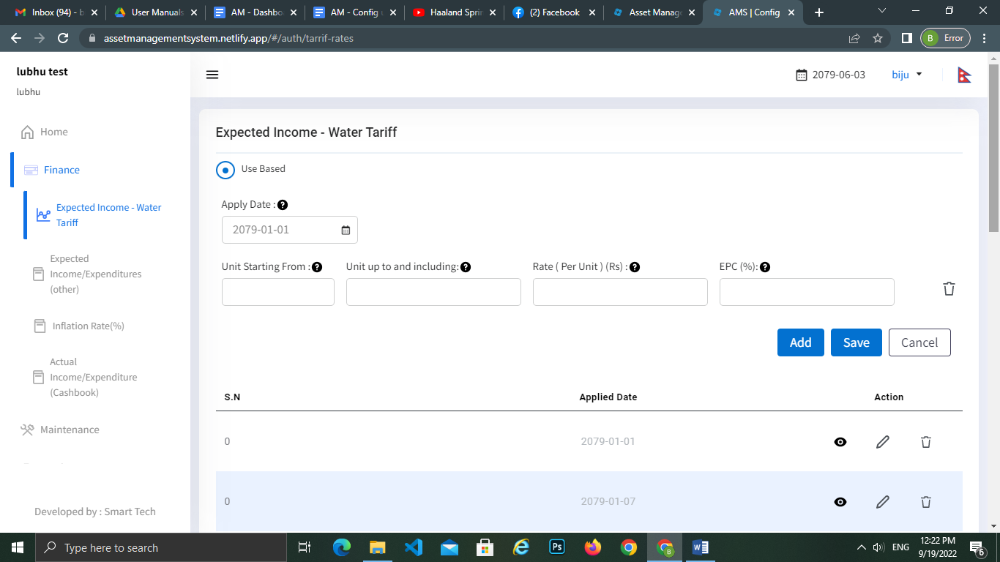 Inbox (94) - b
User Manuals
AM - Dashbo
AM - Config u
Haaland Sprin
(2) Facebook
Asset Manag
AMS | Config
assetmanagementsystem.netlify.app/#/auth/tarrif-rates
B Error
lubhu test
lubhu
2079-06-03
biju
Home
Finance
Expected Income - Water
Tariff
Expected
Income/Expenditures
(other)
Inflation Rate(%)
Actual
Income/Expenditure
(Cashbook)
Maintenance
Developed by : Smart Tech
Expected Income - Water Tariff
Use Based
Apply Date :
2079-01-01
Unit Starting From : Unit up to and including: Rate ( Per Unit ) (Rs) : EPC (%):
Add Save Cancel
S.N Applied Date Action
0 2079-01-01
0 2079-01-07
Type here to search
Ps
B
W
ENG
12:22 PM
9/19/2022
6